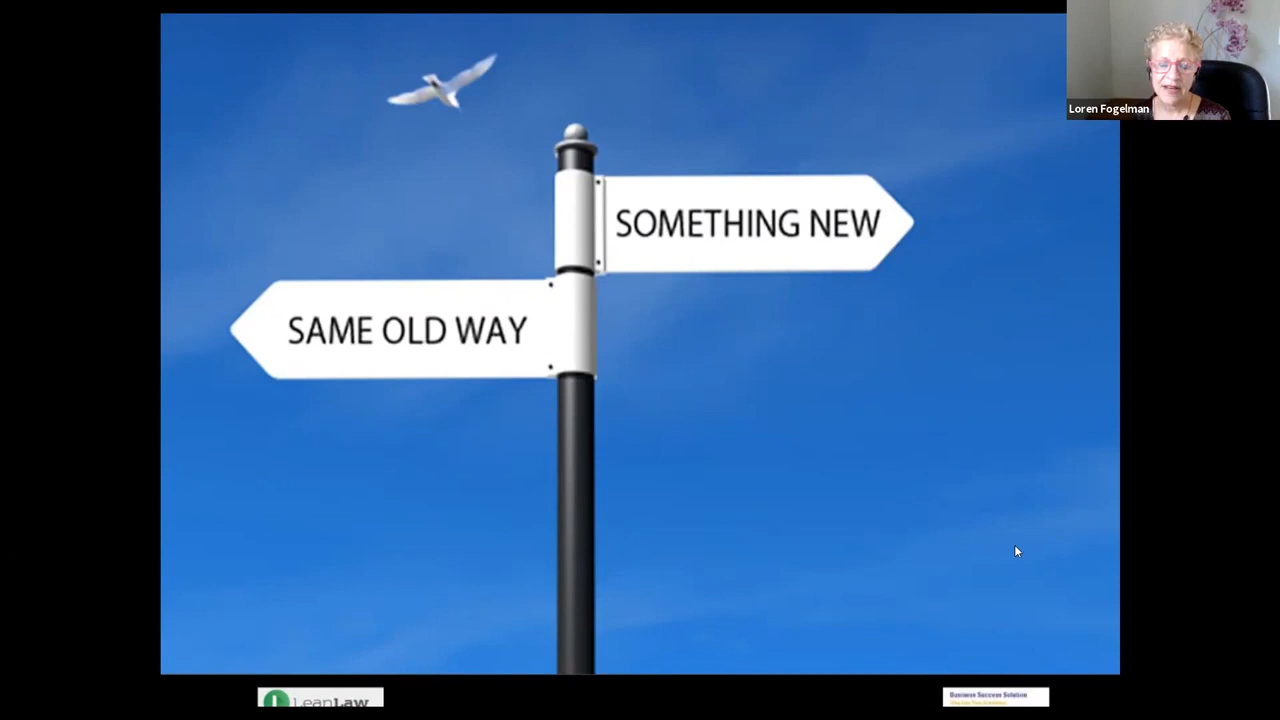 Loren Fogelman
SOMETHING NEW
SAME OLD WAY
LeanLaw
Business Success Solution